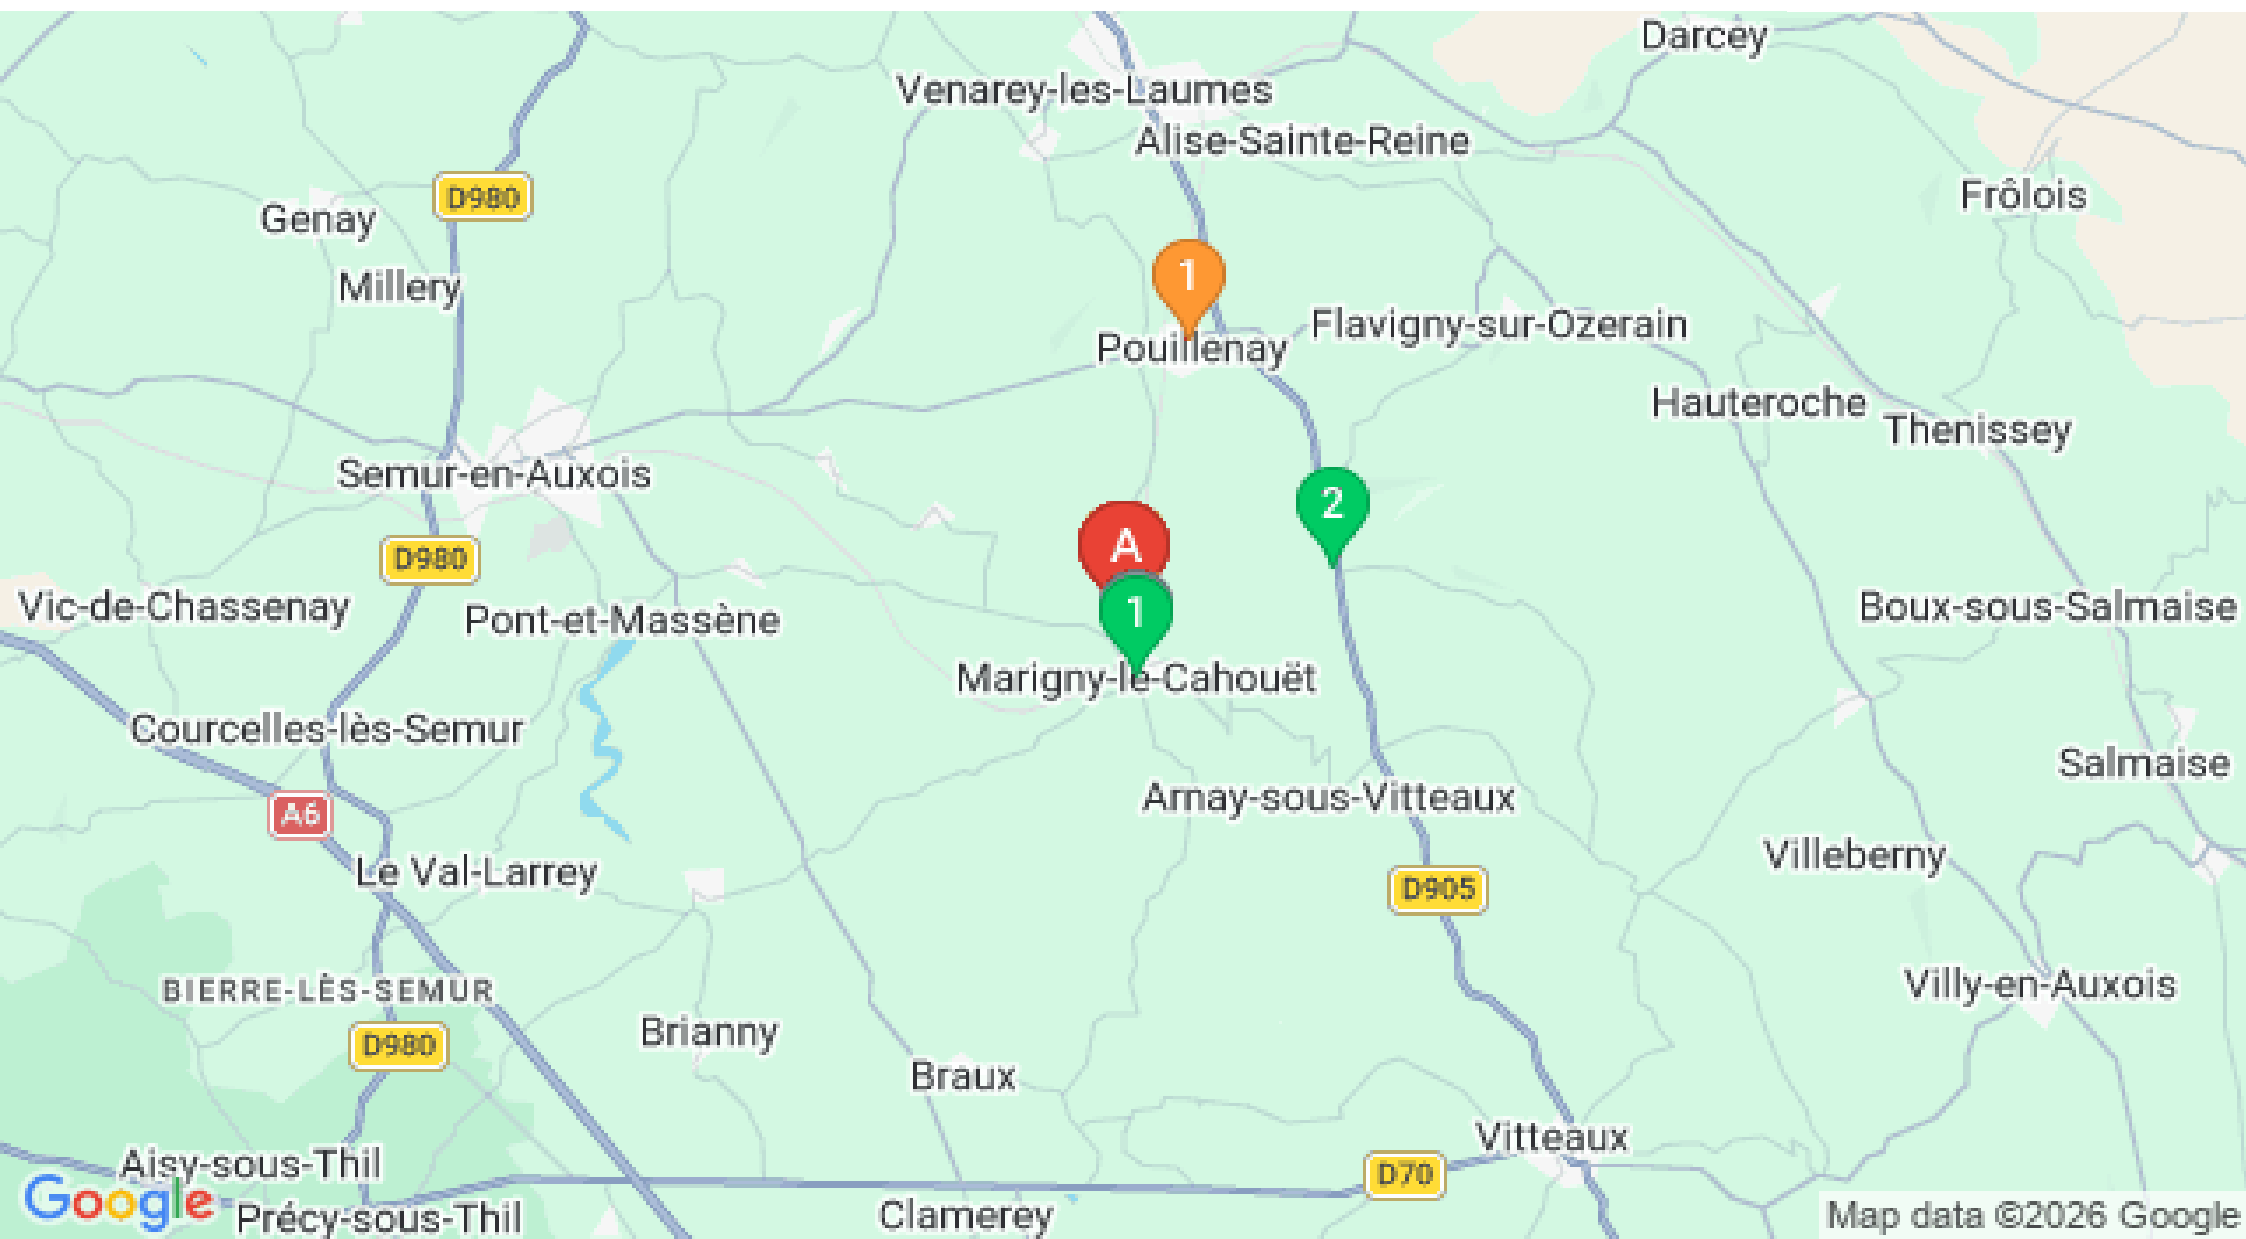 Darcey
Venarey-les-Laumes
Alise-Sainte-Reine
D980
Genay
Frôlois
1
Millery
Flavigny-sur-Ozerain
Pouillenay
Hauteroche
Thenissey
Semur-en-Auxois
2
A
D980
1
Vic-de-Chassenay
Pont-et-Massène
Boux-sous-Salmaise
Marigny-le-Cahouët
Courcelles-lès-Semur
Salmaise
A6
Arnay-sous-Vitteaux
Villeberny
Le Val-Larrey
D905
BIERRE-LÈS-SEMUR
Villy-en-Auxois
Brianny
D980
Braux
Vitteaux
Aisy-sous-Thil
D70
Google
Précy-sous-Thil
Clamerey
Map data ©2026 Google